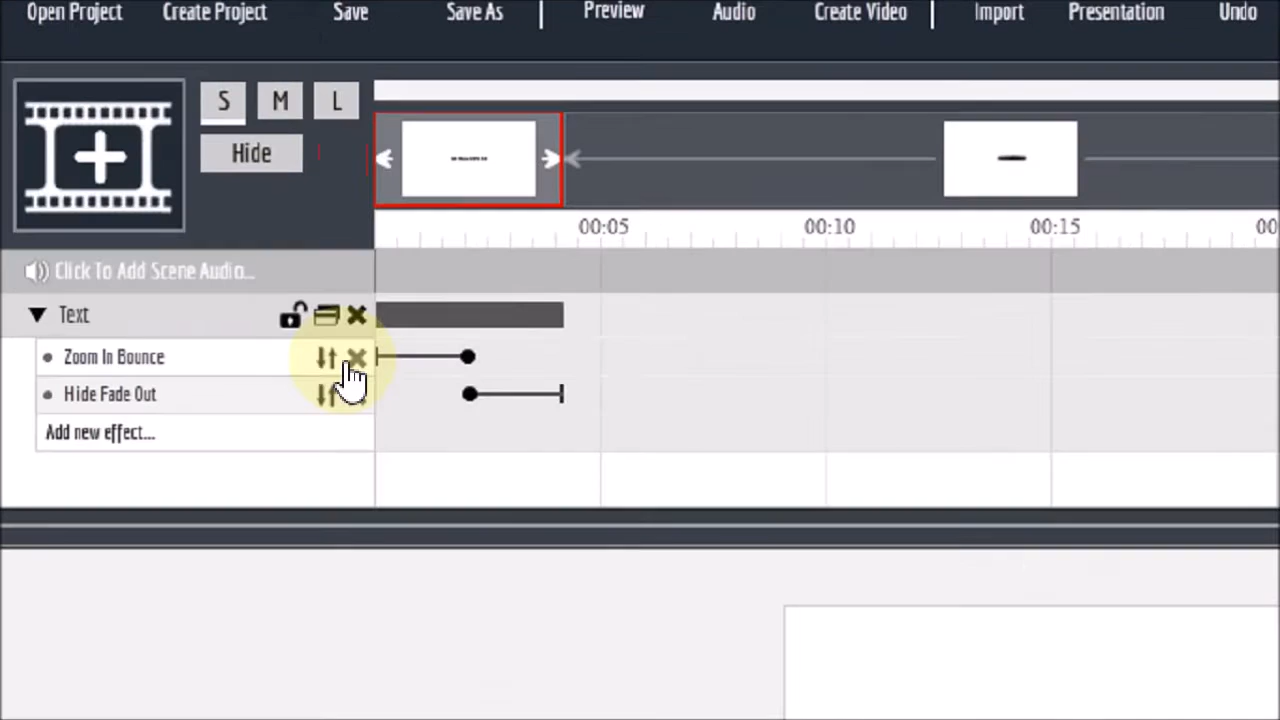 Open Project Create Project Save Save As Preview Audio Create Video Import Presentation Undo
S M L
Hide
00:05 00:10 00:15 00
Click To Add Scene Audio...
Text
Zoom In Bounce
Hide Fade Out
Add new effect...